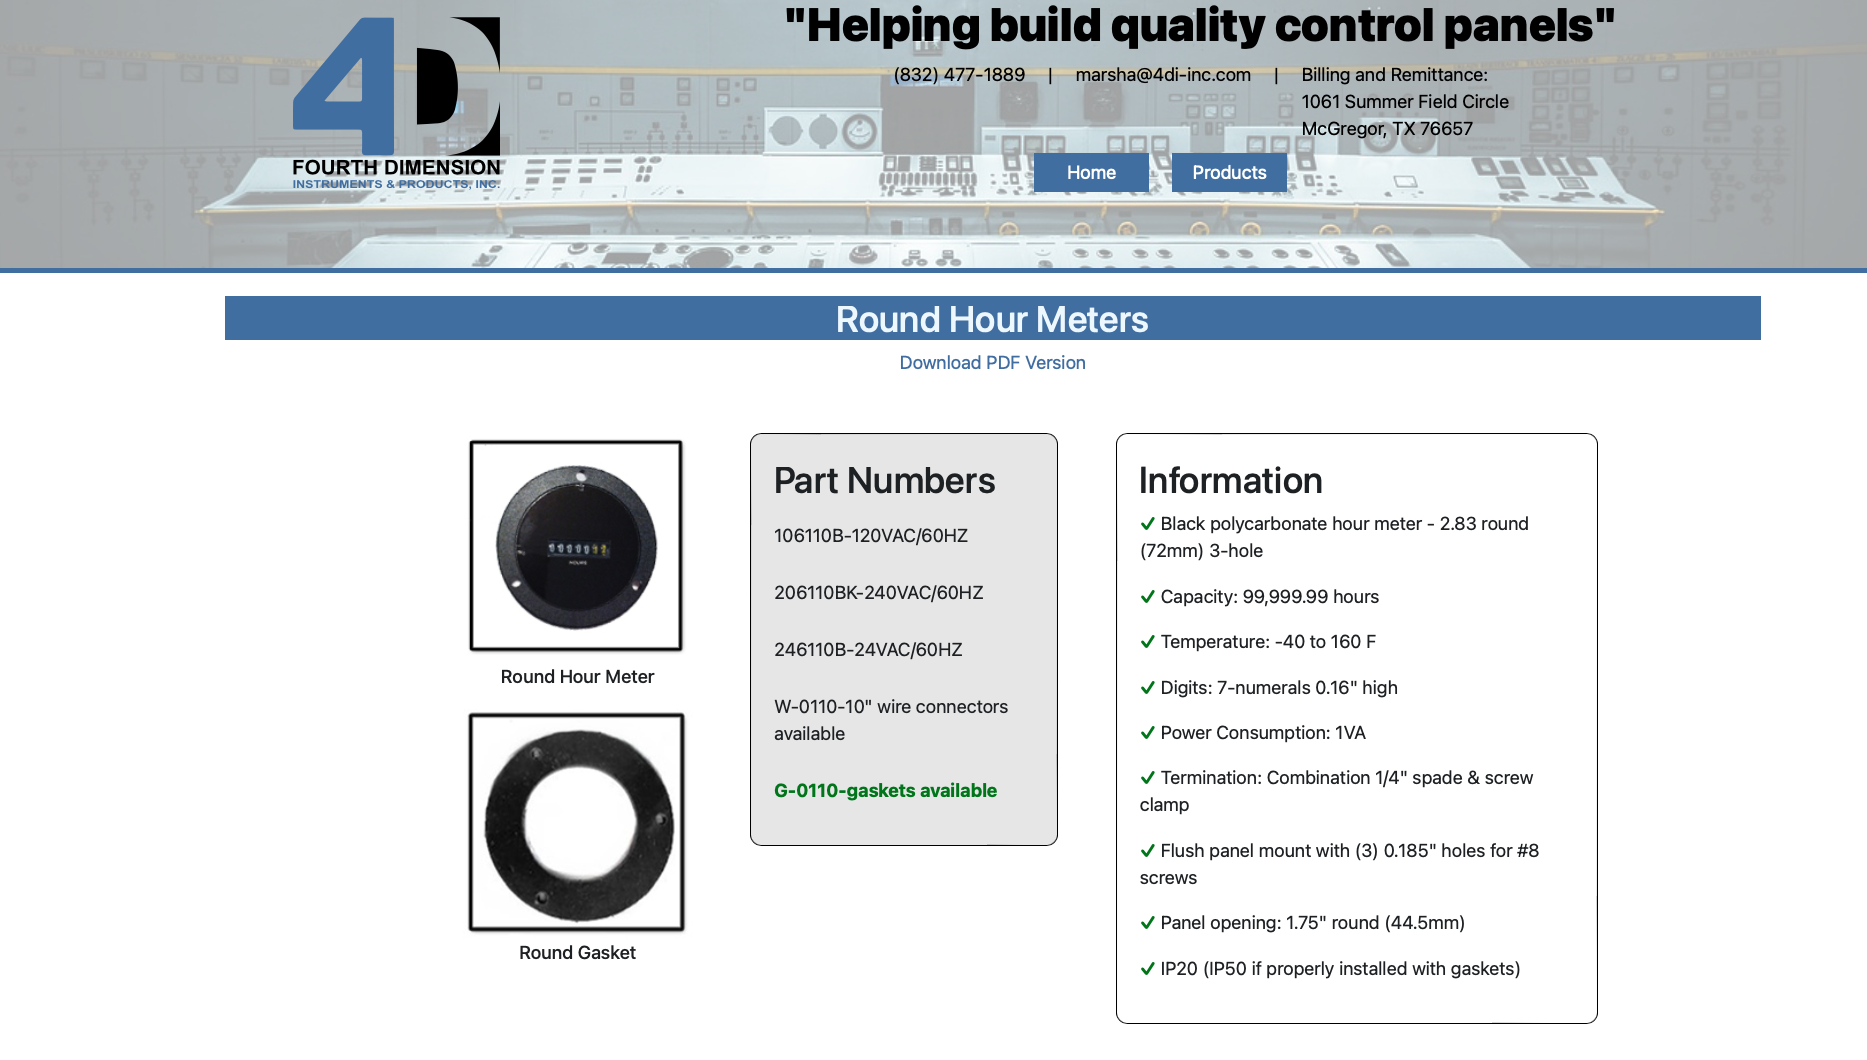 4D
FOURTH DIMENSION
INSTRUMENTS & PRODUCTS, INC.
"Helping build quality control panels"
(832) 477-1889 | marsha@4di-inc.com | Billing and Remittance:
1061 Summer Field Circle
McGregor, TX 76657
Home Products
Round Hour Meters
Download PDF Version
HOURS
Round Hour Meter
Round Gasket
Part Numbers
106110B-120VAC/60HZ
206110BK-240VAC/60HZ
246110B-24VAC/60HZ
W-0110-10" wire connectors
available
G-0110-gaskets available
Information
✓ Black polycarbonate hour meter - 2.83 round
(72mm) 3-hole
✓ Capacity: 99,999.99 hours
✓ Temperature: -40 to 160 F
✓ Digits: 7-numerals 0.16" high
✓ Power Consumption: 1VA
✓ Termination: Combination 1/4" spade & screw
clamp
✓ Flush panel mount with (3) 0.185" holes for #8
screws
✓ Panel opening: 1.75" round (44.5mm)
✓ IP20 (IP50 if properly installed with gaskets)